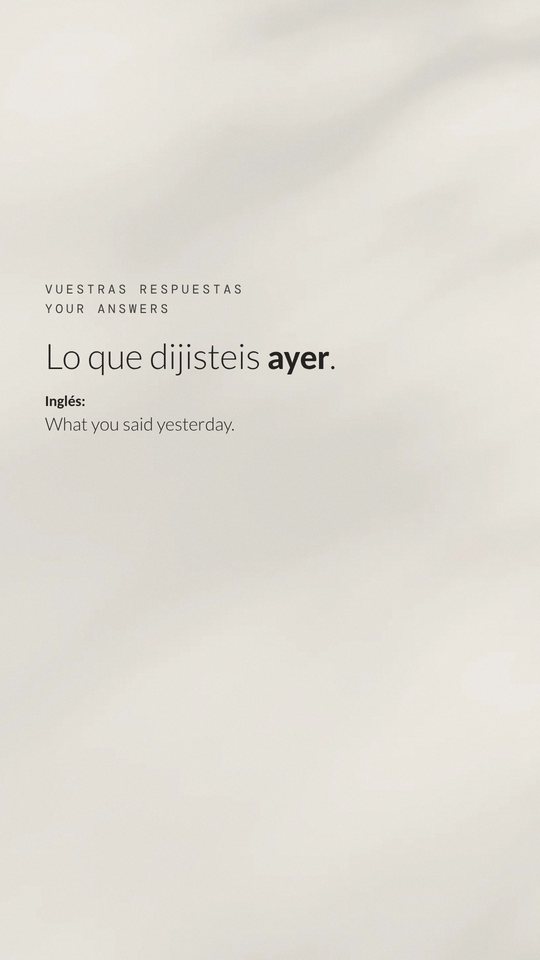 VUESTRAS RESPUESTAS
YOUR ANSWERS
Lo que dijisteis ayer.
Inglés:
What you said yesterday.